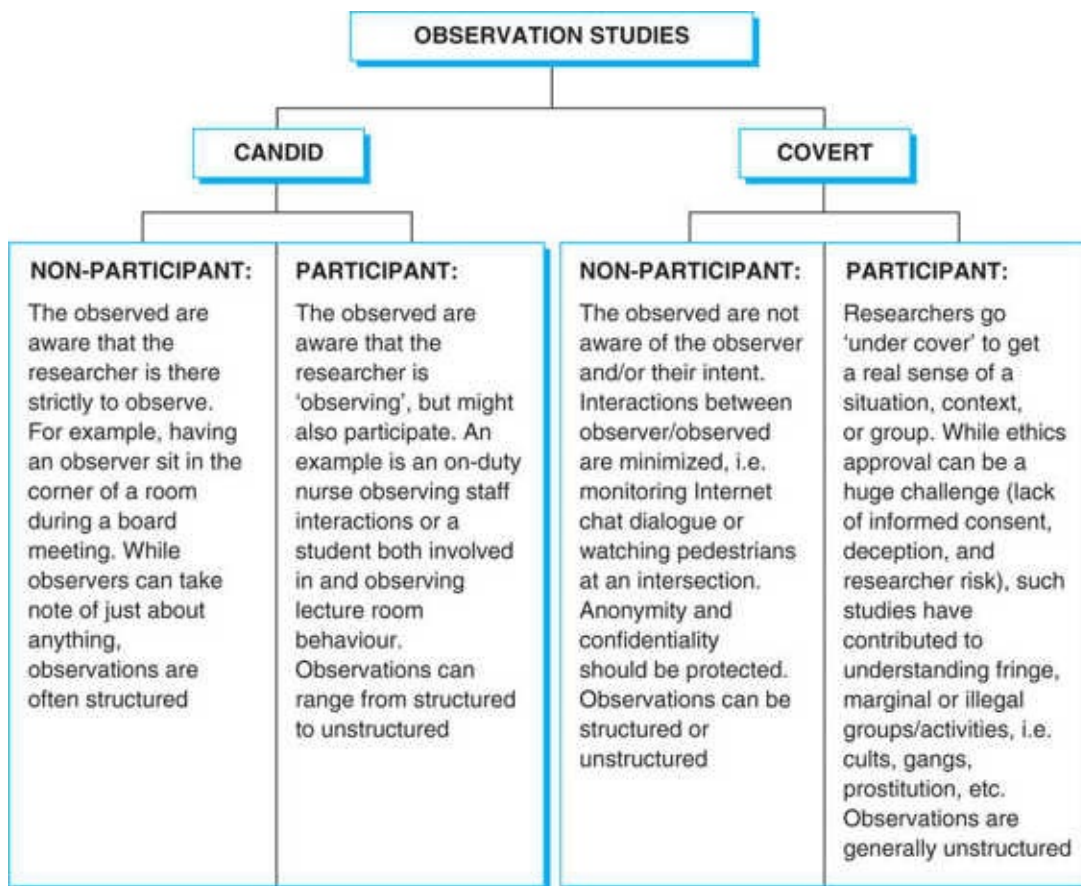 OBSERVATION STUDIES
CANDID
COVERT
NON-PARTICIPANT:
The observed are
aware that the
researcher is there
strictly to observe.
For example, having
an observer sit in the
corner of a room
during a board
meeting. While
observers can take
note of just about
anything,
observations are
often structured
PARTICIPANT:
The observed are
aware that the
researcher is
‘observing’, but might
also participate. An
example is an on-duty
nurse observing staff
interactions or a
student both involved
in and observing
lecture room
behaviour.
Observations can
range from structured
to unstructured
NON-PARTICIPANT:
The observed are not
aware of the observer
and/or their intent.
Interactions between
observer/observed
are minimized, i.e.
monitoring Internet
chat dialogue or
watching pedestrians
at an intersection.
Anonymity and
confidentiality
should be protected.
Observations can be
structured or
unstructured
PARTICIPANT:
Researchers go
‘under cover’ to get
a real sense of a
situation, context,
or group. While ethics
approval can be a
huge challenge (lack
of informed consent,
deception, and
researcher risk), such
studies have
contributed to
understanding fringe,
marginal or illegal
groups/activities, i.e.
cults, gangs,
prostitution, etc.
Observations are
generally unstructured